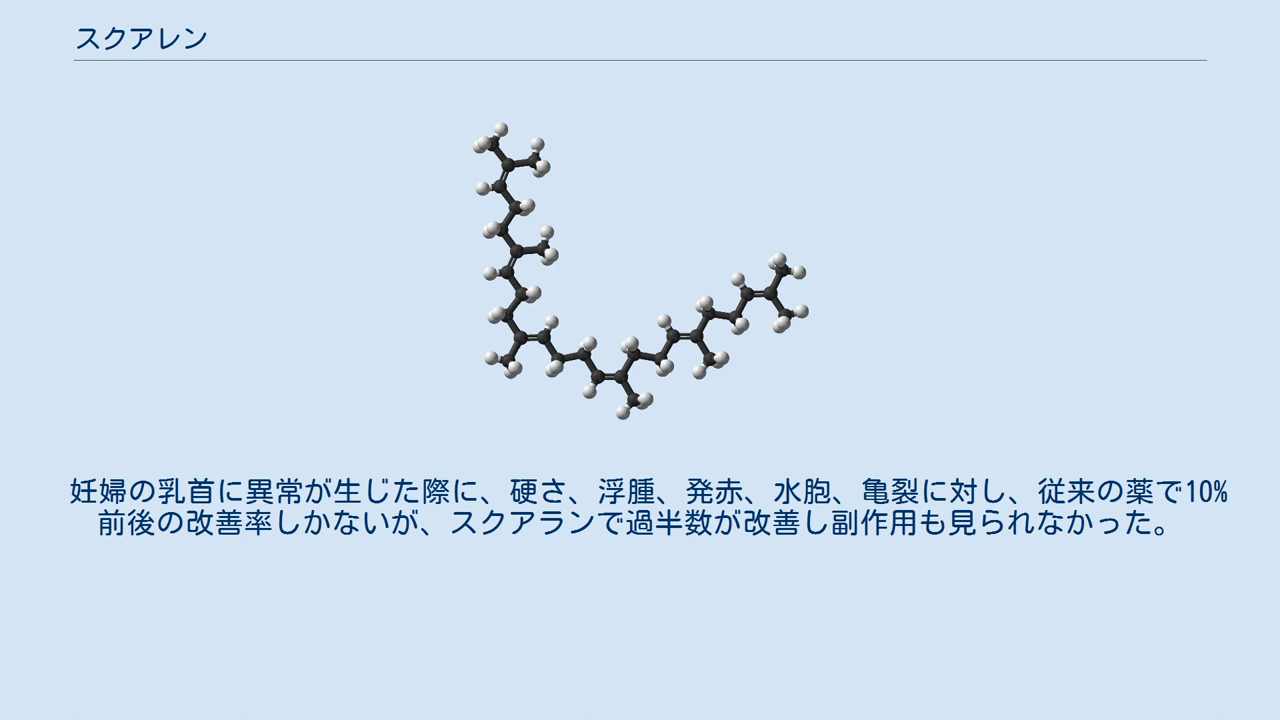 スクアレン
妊婦の乳首に異常が生じた際に、硬さ、浮腫、発赤、水胞、亀裂に対し、従来の薬で10%
前後の改善率しかないが、スクアランで過半数が改善し副作用も見られなかった。